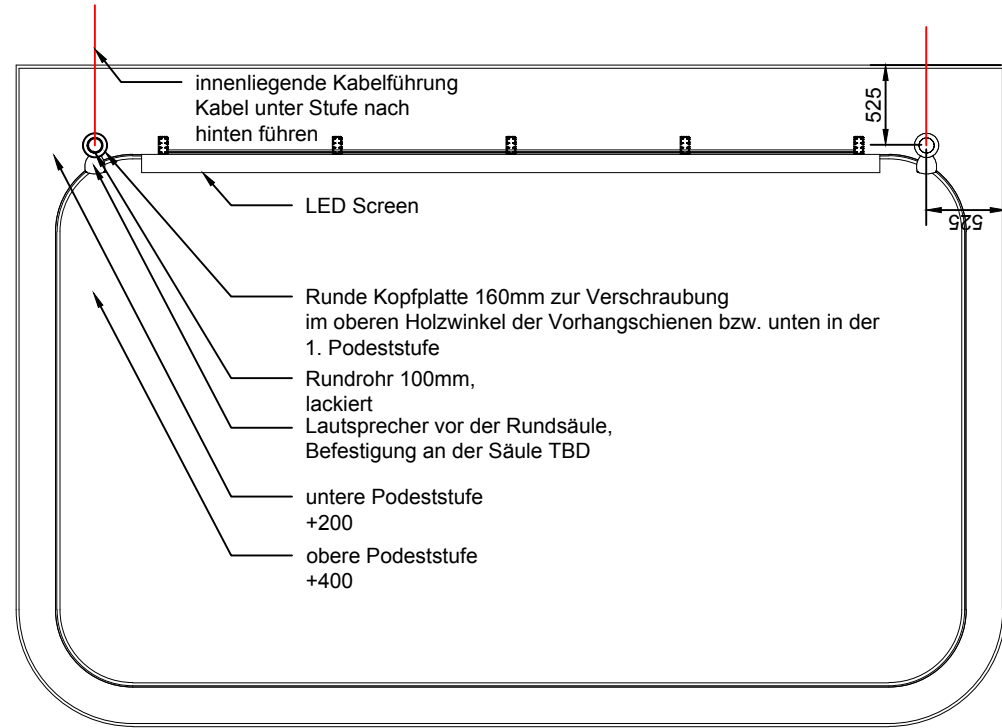 innenliegende Kabelführung
Kabel unter Stufe nach
hinten führen
525
525
LED Screen
Runde Kopfplatte 160mm zur Verschraubung
im oberen Holzwinkel der Vorhangschienen bzw. unten in der
1. Podeststufe
Rundrohr 100mm,
lackiert
Lautsprecher vor der Rundsäule,
Befestigung an der Säule TBD
untere Podeststufe
+200
obere Podeststufe
+400